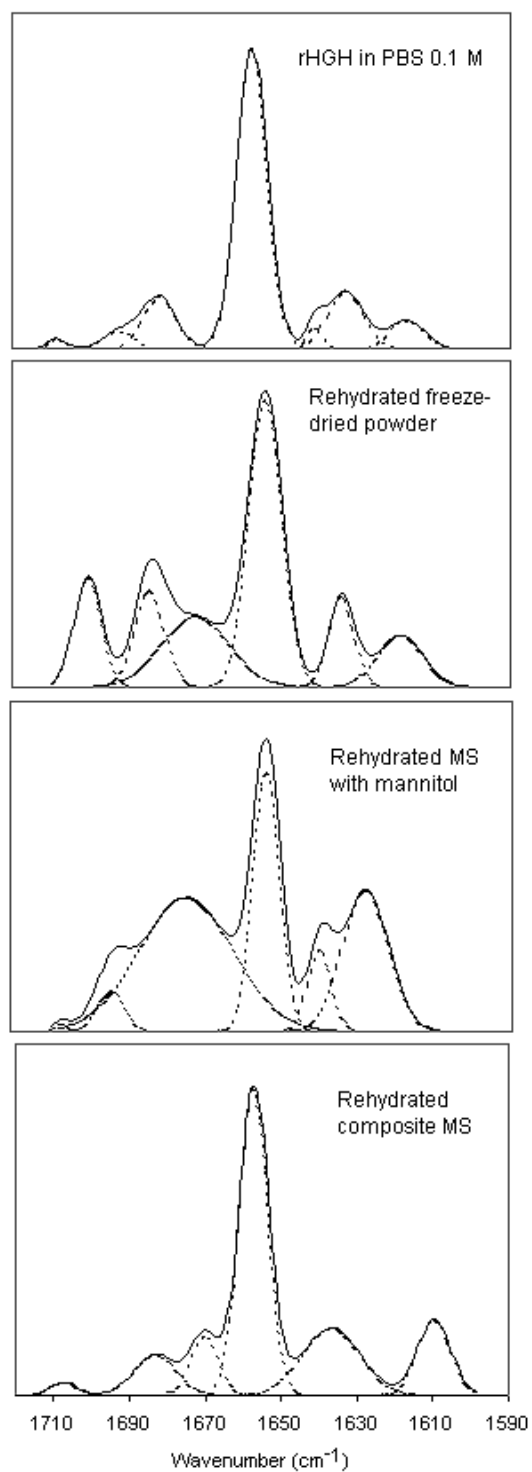 rHGH in PBS 0.1 M
Rehydrated freeze-
dried powder
Rehydrated MS
with mannitol
Rehydrated
composite MS
1710 1690 1670 1650 1630 1610 1590
Wavenumber (cm⁻¹)